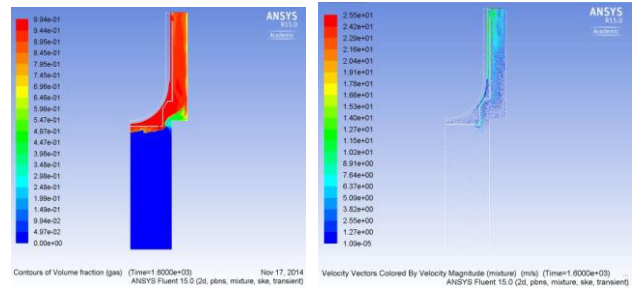 9.94e-01
9.45e-01
8.95e-01
8.45e-01
7.95e-01
7.46e-01
6.96e-01
6.46e-01
5.96e-01
5.47e-01
4.97e-01
4.47e-01
3.98e-01
3.48e-01
2.98e-01
2.48e-01
1.99e-01
1.49e-01
9.94e-02
4.97e-02
0.00e+00
ANSYS
R15.0
Academic
Contours of Volume fraction (gas) (Time=1.6000e+03)
Nov 17, 2014
ANSYS Fluent 15.0 (2d, pbns, mixture, ske, transient)
2.55e+01
2.42e+01
2.29e+01
2.16e+01
2.04e+01
1.91e+01
1.78e+01
1.66e+01
1.53e+01
1.40e+01
1.27e+01
1.15e+01
1.02e+01
8.91e+00
7.64e+00
6.37e+00
5.09e+00
3.82e+00
2.55e+00
1.27e+00
1.09e-05
ANSYS
R15.0
Academic
Velocity Vectors Colored By Velocity Magnitude (mixture) (m/s) (Time=1.6000e+03) ...
ANSYS Fluent 15.0 (2d, pbns, mixture, ske, transient)